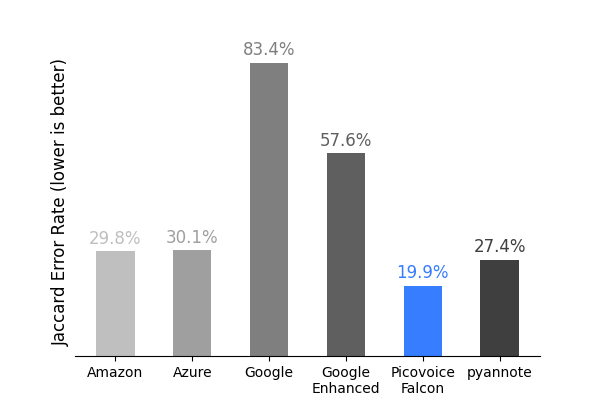 Jaccard Error Rate (lower is better)
29.8%
30.1%
83.4%
57.6%
19.9%
27.4%
Amazon
Azure
Google
Google
Enhanced
Picovoice
Falcon
pyannote